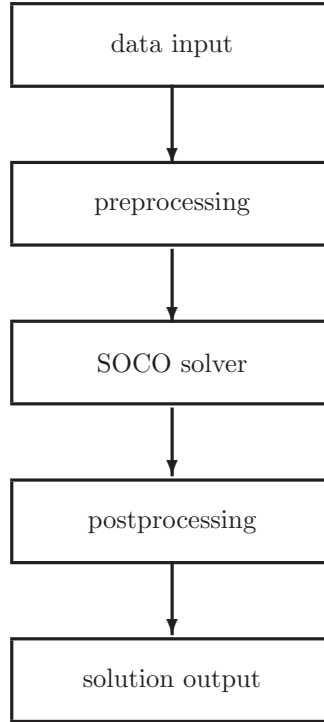 data input
preprocessing
SOCO solver
postprocessing
solution output